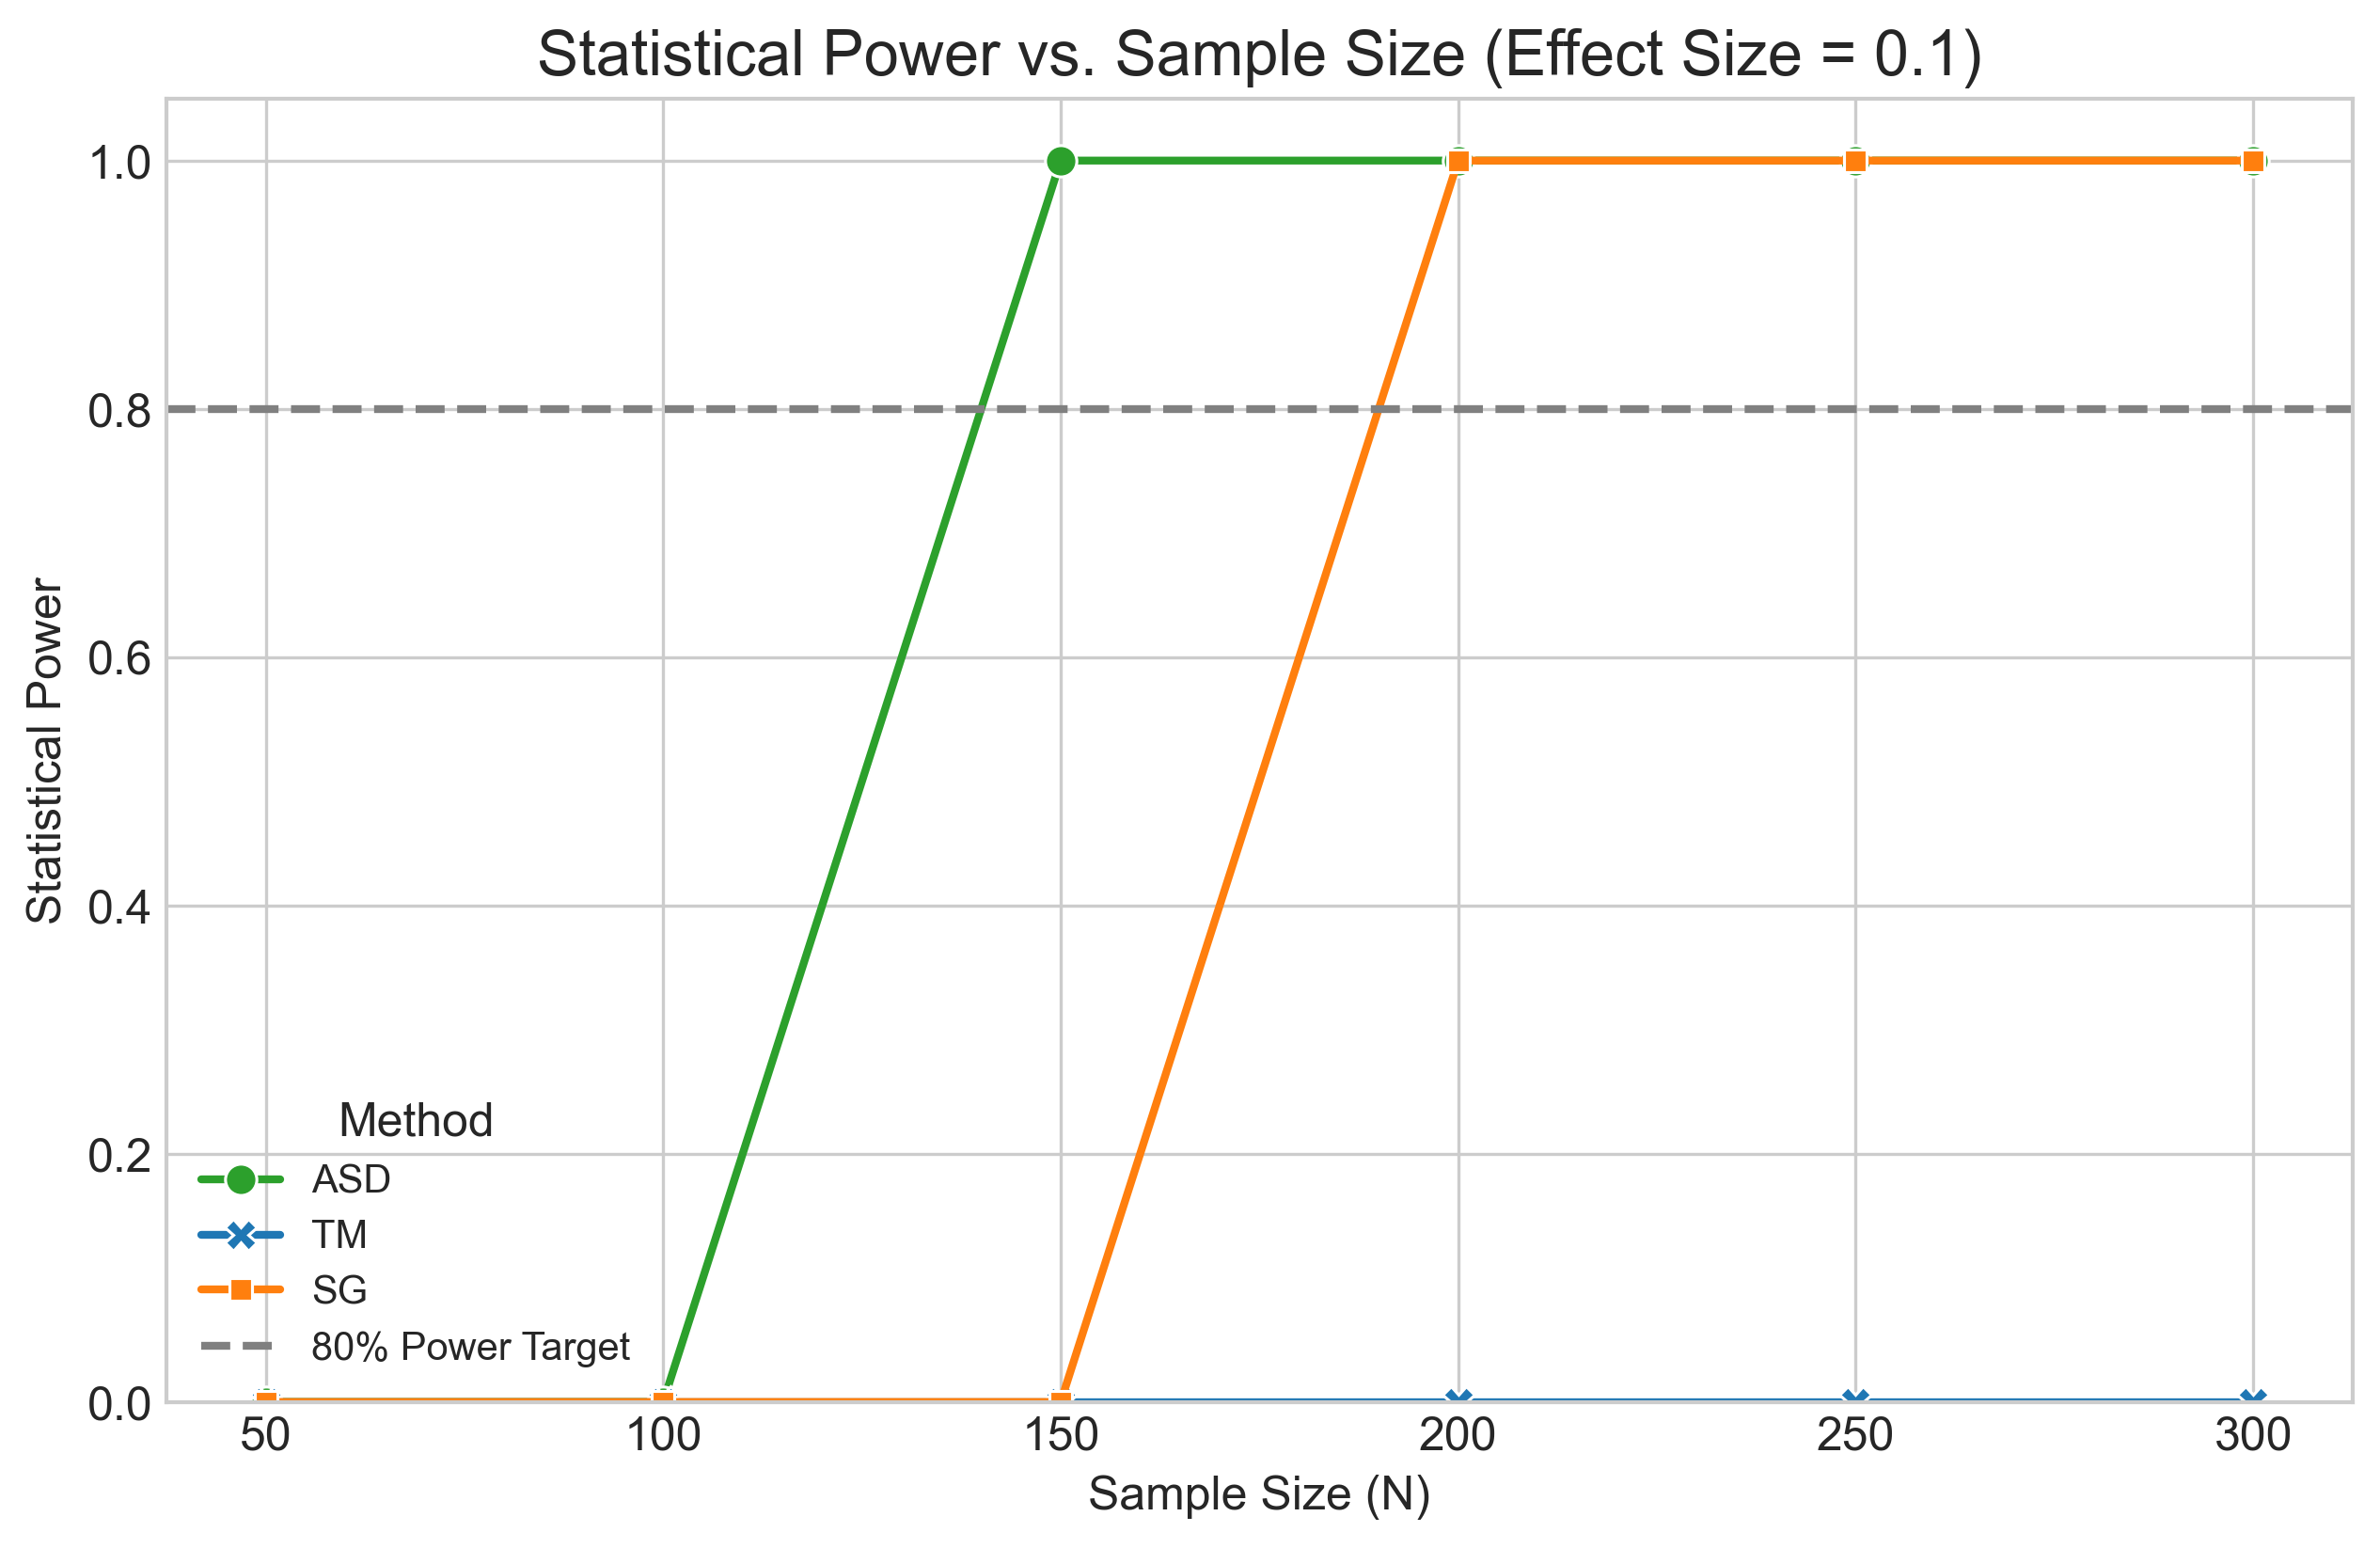 Statistical Power vs. Sample Size (Effect Size = 0.1)
Statistical Power
1.0
0.8
0.6
0.4
0.2
0.0
Method
ASD
TM
SG
80% Power Target
50 100 150 200 250 300
Sample Size (N)